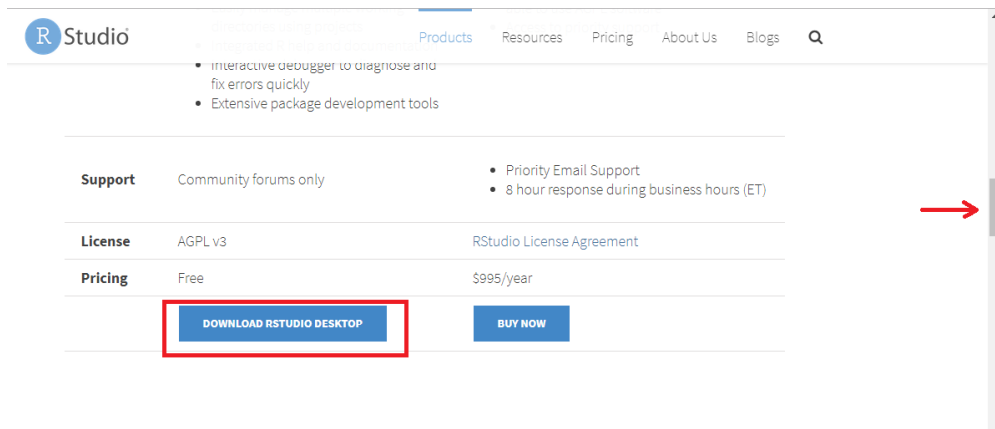 R Studio
Products Resources Pricing About Us Blogs
Interactive debugger to diagnose and
fix errors quickly
Extensive package development tools
Support
Community forums only
Priority Email Support
8 hour response during business hours (ET)
License AGPL v3 RStudio License Agreement
Pricing Free $995/year
DOWNLOAD RSTUDIO DESKTOP BUY NOW